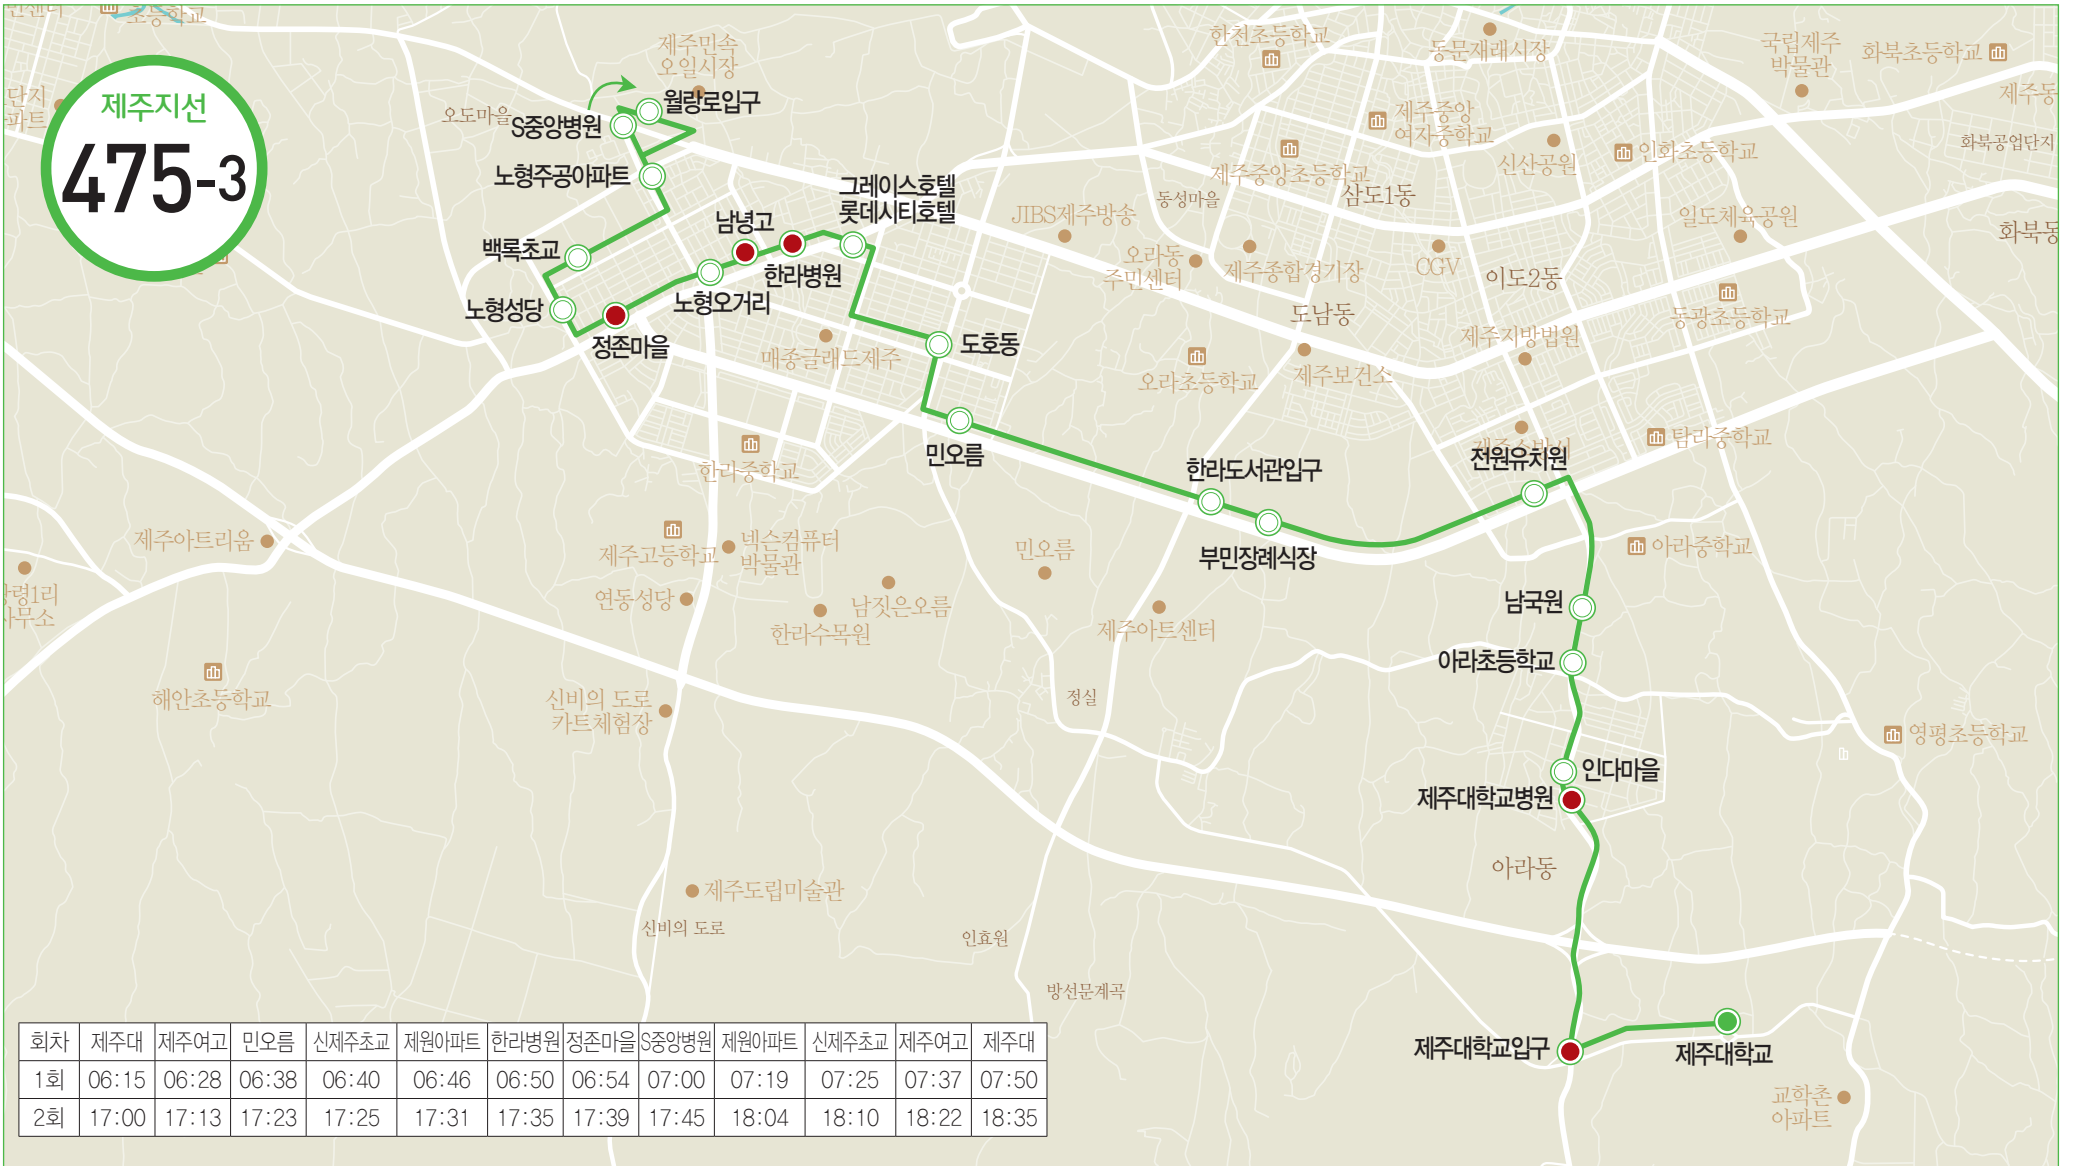 초등학교
제주지선
475-3
제주민속
오일시장
오도마을
월랑로입구
S중앙병원
노형주공아파트
백록초교
노형성당
정존마을
노형오거리
남녕고
한라병원
그레이스호텔
롯데시티호텔
도호동
민오름
한라도서관입구
부민장례식장
전원유치원
남국원
아라초등학교
인다마을
제주대학교병원
제주대학교입구
제주대학교
한천초등학교
동문재래시장
국립제주
박물관
화북초등학교
제주동
화북공업단지
제주중앙
여자중학교
신산공원
인화초등학교
제주중앙초등학교
삼도1동
동성마을
JIBS제주방송
오라동
주민센터
제주종합경기장
CGV
이도2동
일도체육공원
화북동
동광초등학교
도남동
제주지방법원
오라초등학교
제주보건소
매종글래드제주
탐라중학교
한라중학교
제주아트리움
제주고등학교
넥슨컴퓨터
박물관
연동성당
한라수목원
남짓은오름
민오름
제주아트센터
아라중학교
해안초등학교
신비의 도로
카트체험장
정실
영평초등학교
아라동
제주도립미술관
신비의 도로
인효원
방선문계곡
교학촌
아파트
회차 제주대 제주여고 민오름 신제주초교 제원아파트 한라병원 정존마을 S중앙병원 제원아파트 신제주초교 제주여고 제주대
1회 06:15 06:28 06:38 06:40 06:46 06:50 06:54 07:00 07:19 07:25 07:37 07:50
2회 17:00 17:13 17:23 17:25 17:31 17:35 17:39 17:45 18:04 18:10 18:22 18:35